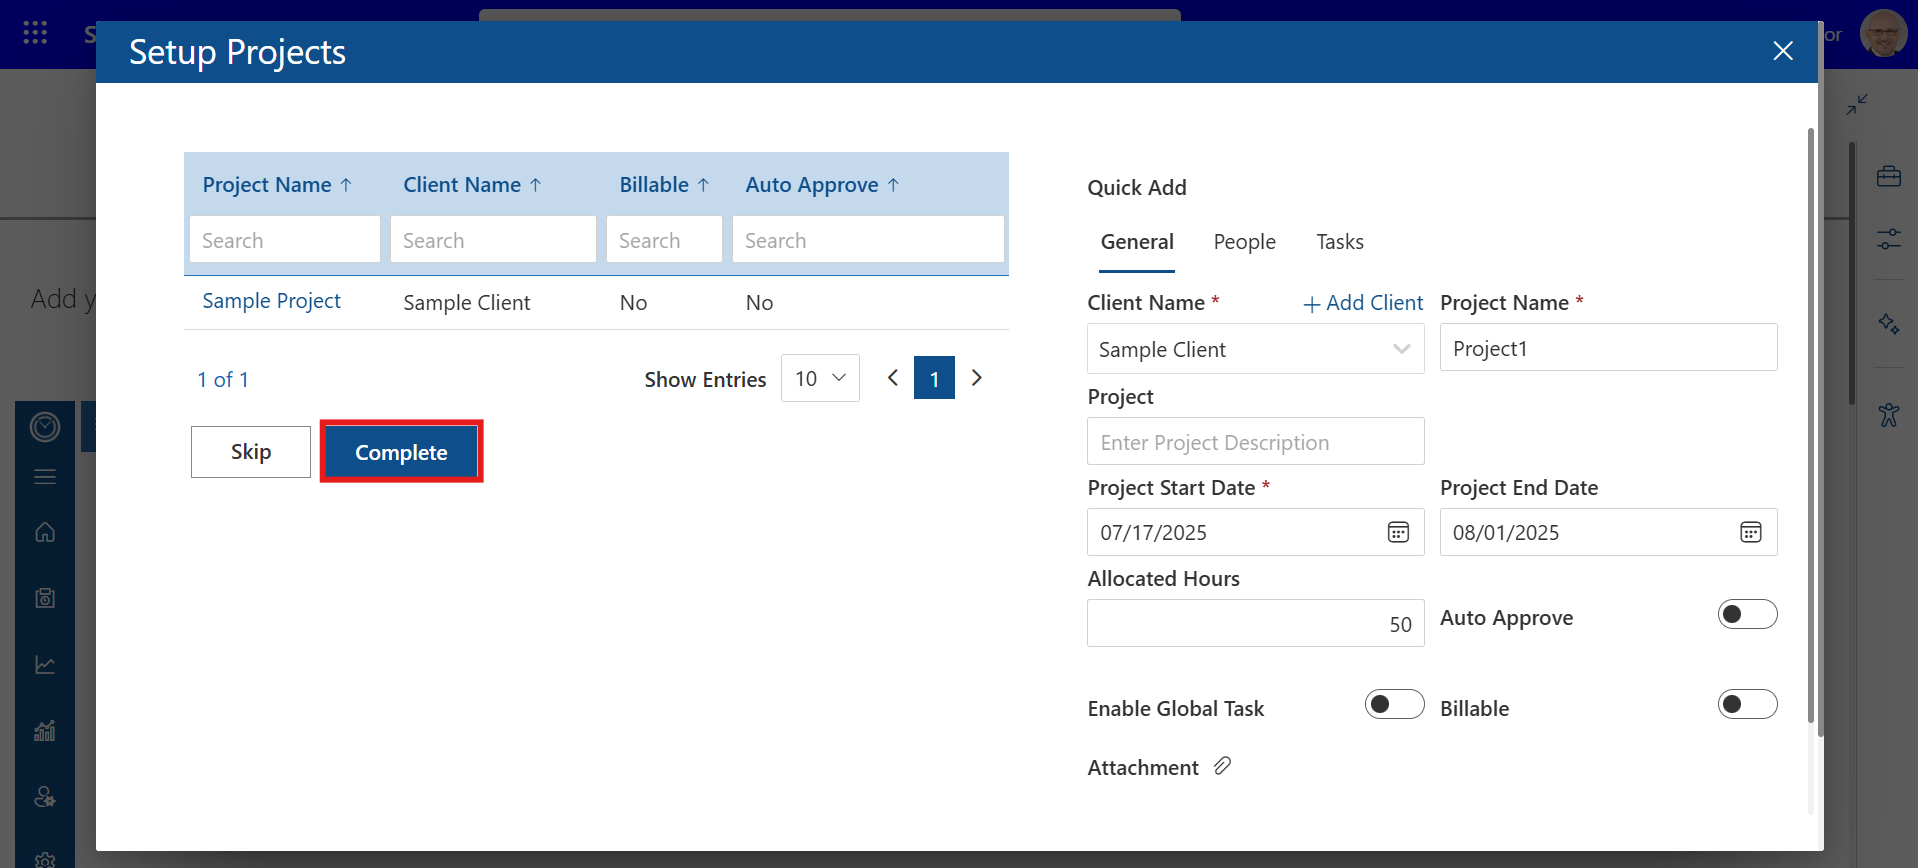 S
or
Setup Projects
Add y
Project Name ↑ Client Name ↑ Billable ↑ Auto Approve ↑
Search Search Search Search
Sample Project Sample Client No No
1 of 1 Show Entries 10 1
Skip Complete
Quick Add
General People Tasks
Client Name * + Add Client Project Name *
Sample Client Project1
Project
Enter Project Description
Project Start Date * Project End Date
07/17/2025 08/01/2025
Allocated Hours
50 Auto Approve
Enable Global Task Billable
Attachment